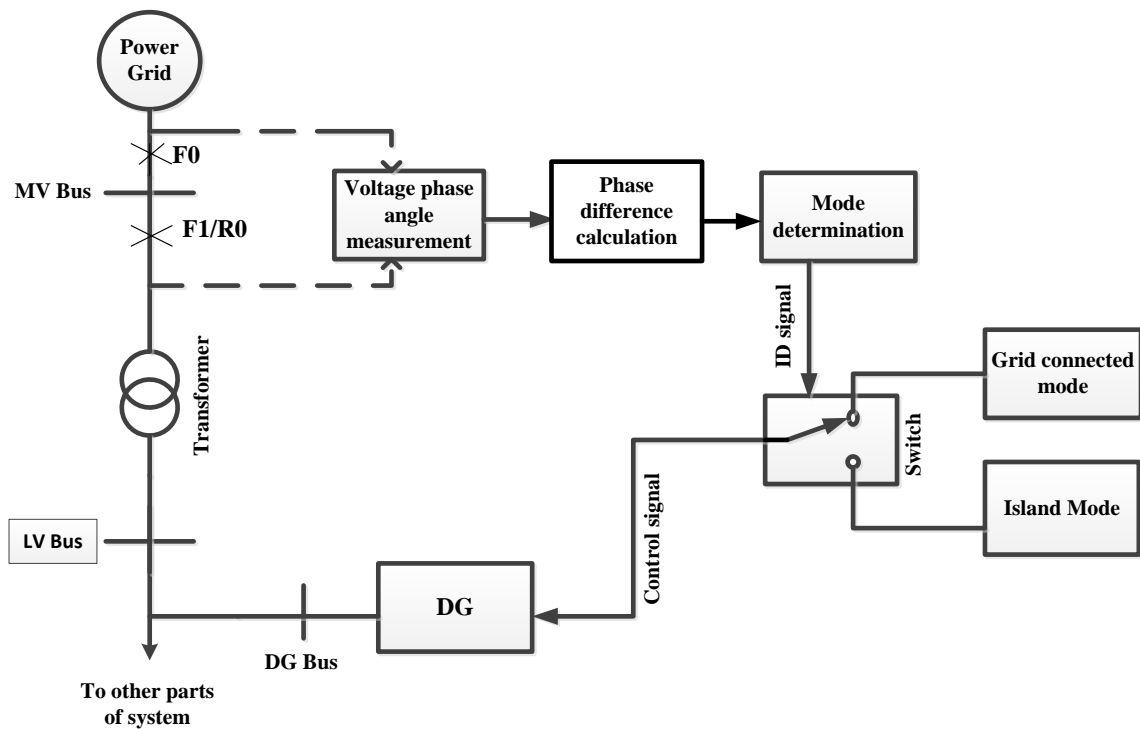 Power
Grid
F0
MV Bus
F1/R0
Voltage phase
angle
measurement
Phase
difference
calculation
Mode
determination
ID signal
Transformer
Grid connected
mode
Switch
Island Mode
Control signal
LV Bus
DG
DG Bus
To other parts
of system